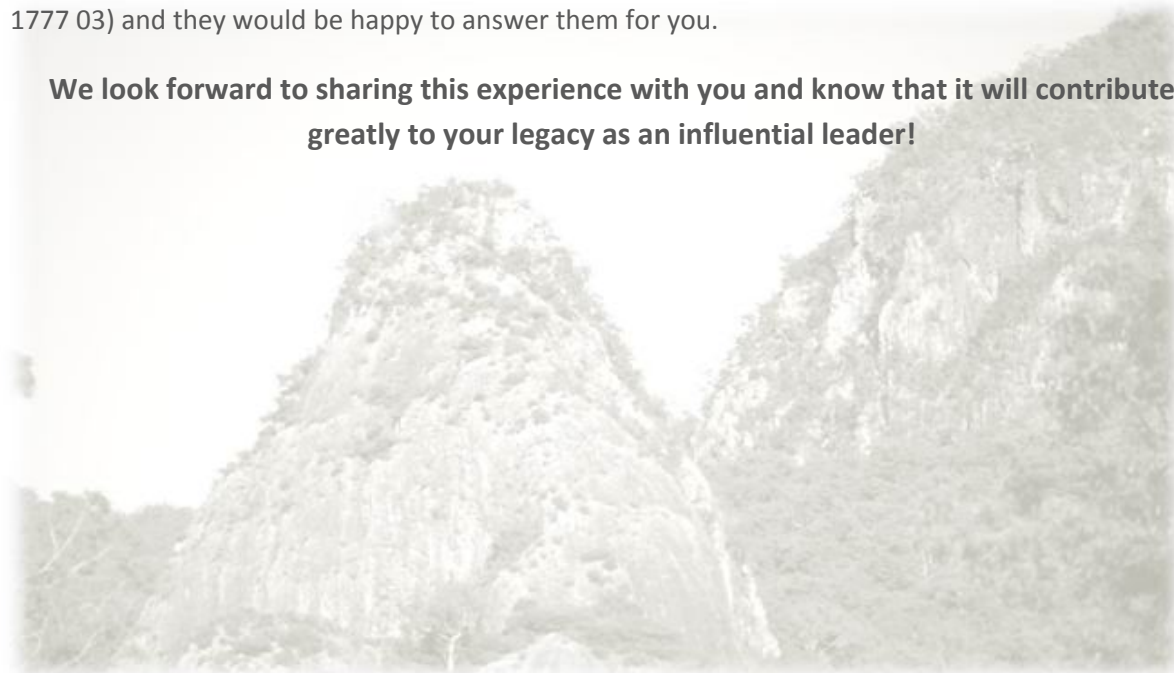 1777 03) and they would be happy to answer them for you.
We look forward to sharing this experience with you and know that it will contribute
greatly to your legacy as an influential leader!